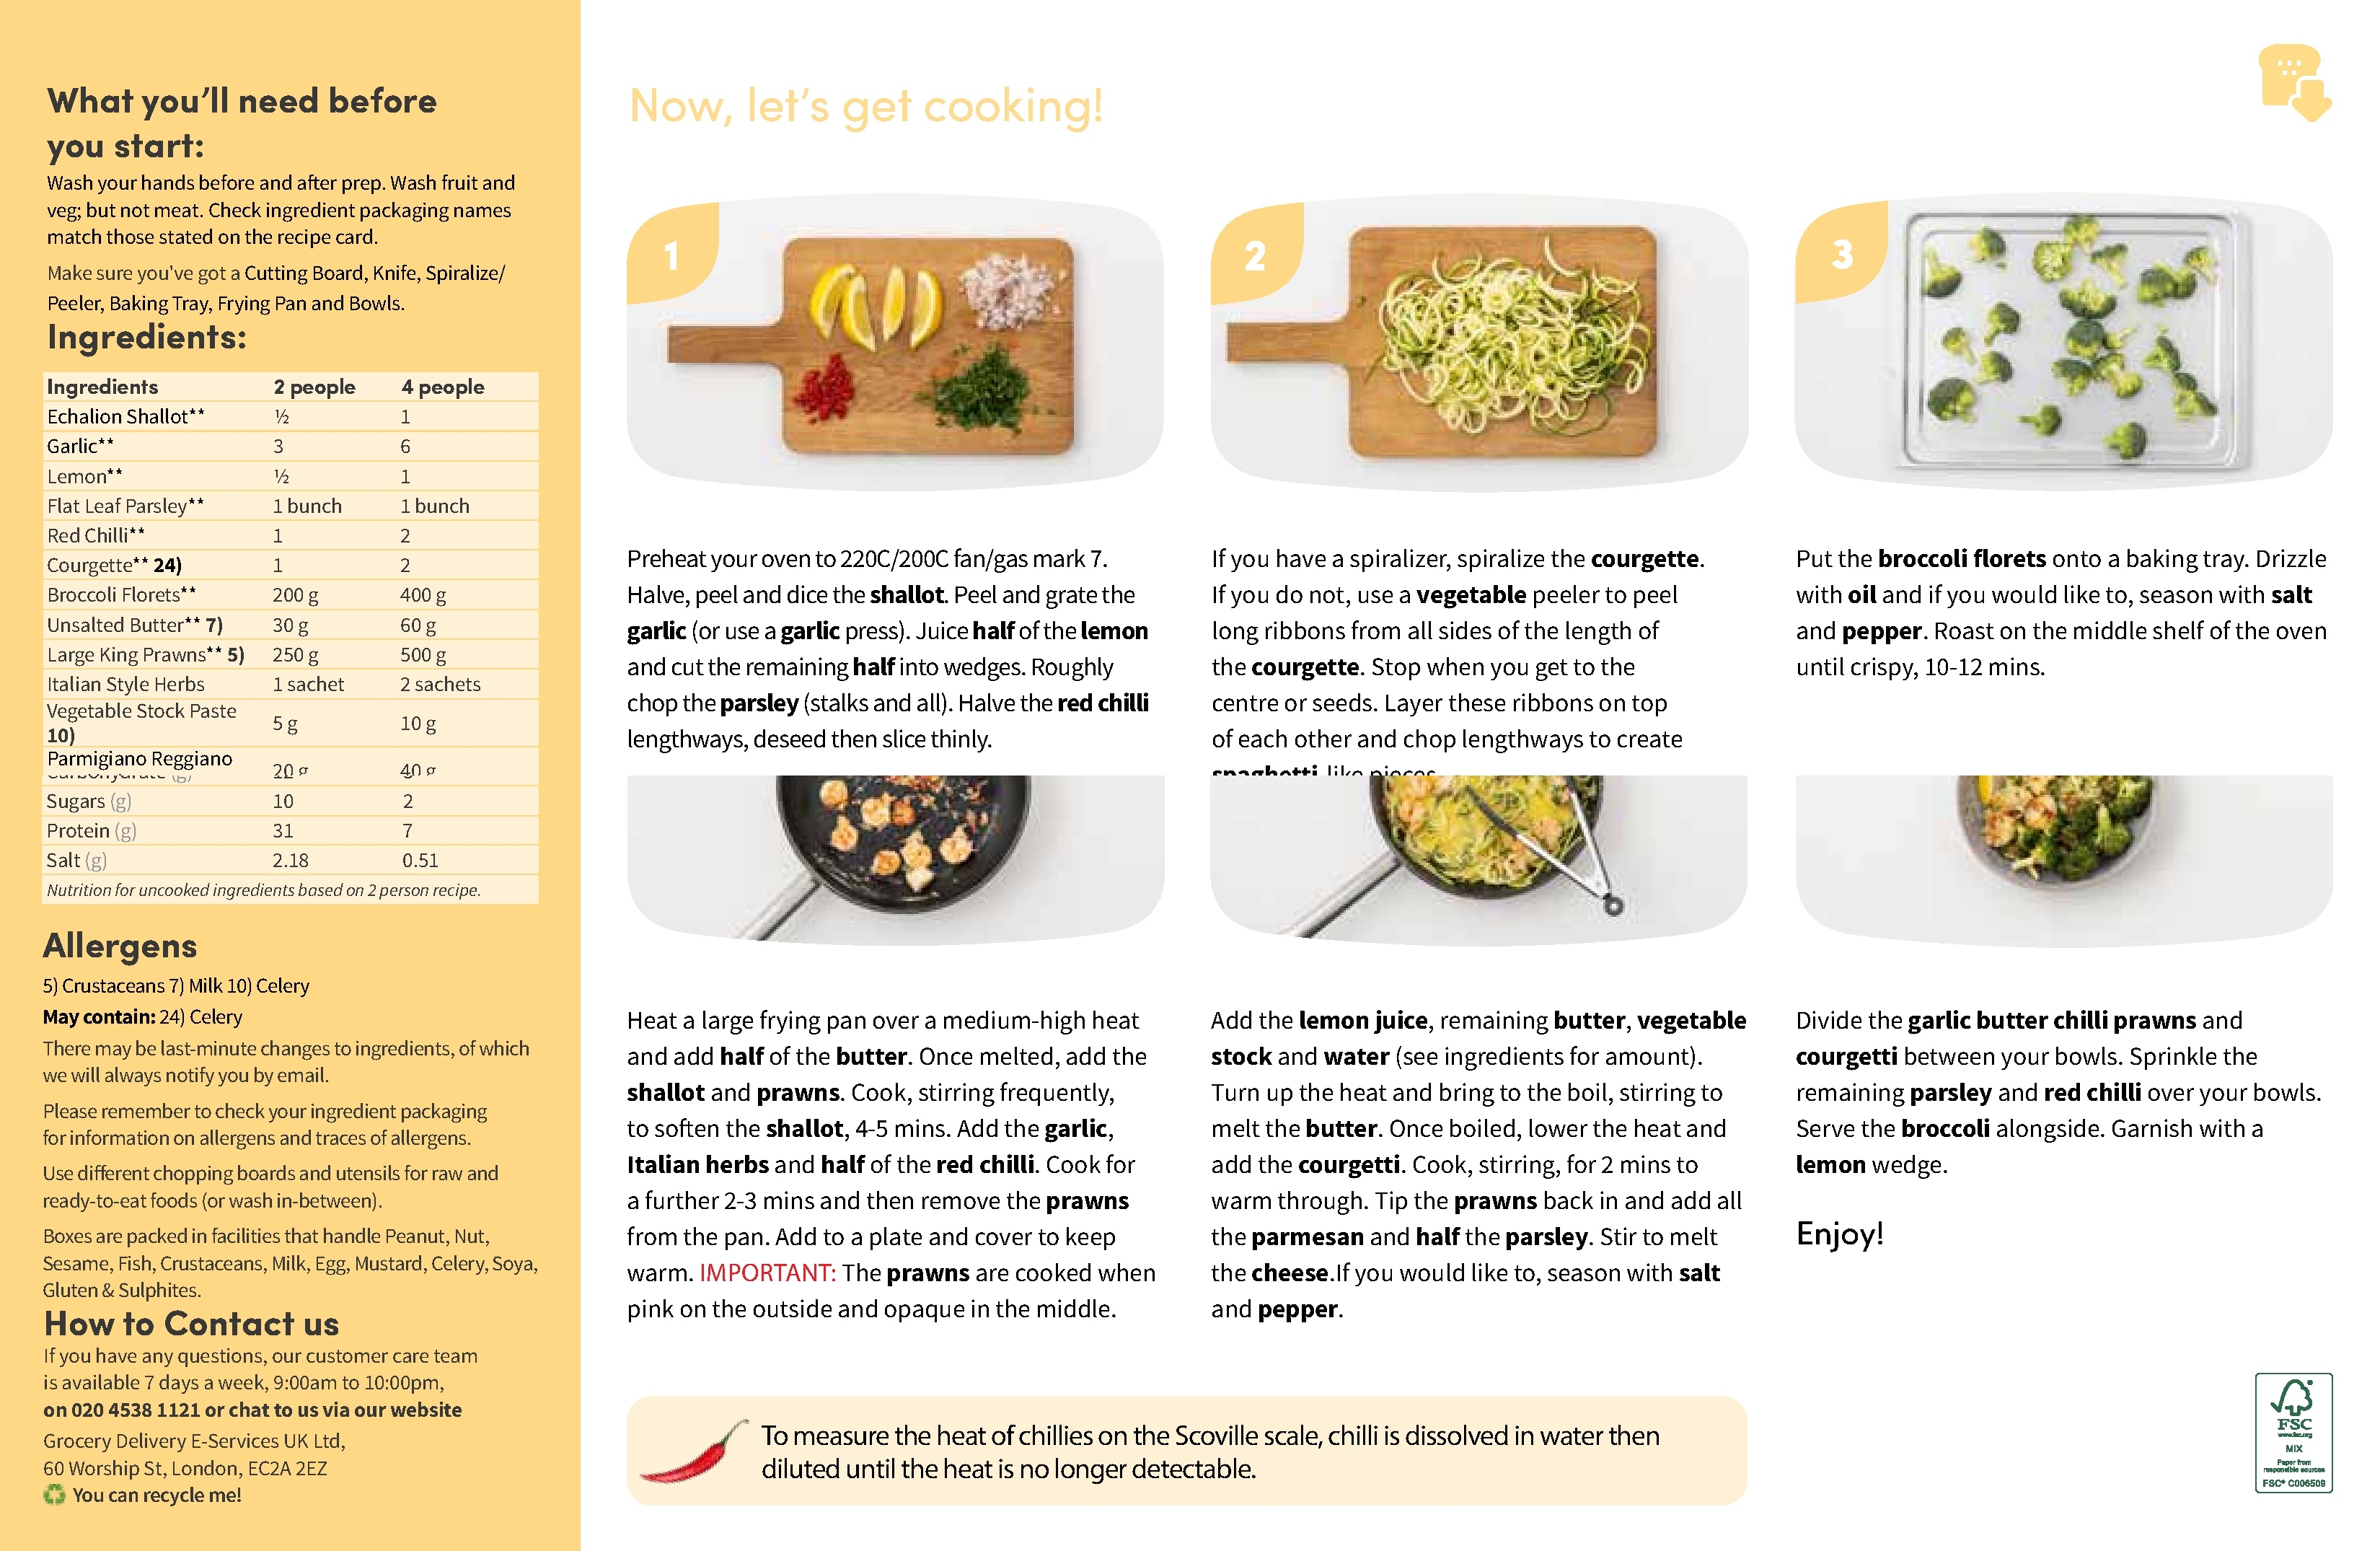 What you'll need before
you start:
Wash your hands before and after prep. Wash fruit and
veg; but not meat. Check ingredient packaging names
match those stated on the recipe card.
Make sure you've got a Cutting Board, Knife, Spiralize/
Peeler, Baking Tray, Frying Pan and Bowls.
Ingredients:
Ingredients 2 people 4 people
Echalion Shallot** ½ 1
Garlic** 3 6
Lemon** ½ 1
Flat Leaf Parsley** 1 bunch 1 bunch
Red Chilli** 1 2
Courgette** 24) 1 2
Broccoli Florets** 200 g 400 g
Unsalted Butter** 7) 30 g 60 g
Large King Prawns** 5) 250 g 500 g
Italian Style Herbs 1 sachet 2 sachets
Vegetable Stock Paste
10) 5 g 10 g
Parmigiano Reggiano
20 g 40 g
Sugars (g) 10 2
Protein (g) 31 7
Salt (g) 2.18 0.51
Nutrition for uncooked ingredients based on 2 person recipe.
Allergens
5) Crustaceans 7) Milk 10) Celery
May contain: 24) Celery
There may be last-minute changes to ingredients, of which
we will always notify you by email.
Please remember to check your ingredient packaging
for information on allergens and traces of allergens.
Use different chopping boards and utensils for raw and
ready-to-eat foods (or wash in-between).
Boxes are packed in facilities that handle Peanut, Nut,
Sesame, Fish, Crustaceans, Milk, Egg, Mustard, Celery, Soya,
Gluten & Sulphites.
How to Contact us
If you have any questions, our customer care team
is available 7 days a week, 9:00am to 10:00pm,
on 020 4538 1121 or chat to us via our website
Grocery Delivery E-Services UK Ltd,
60 Worship St, London, EC2A 2EZ
You can recycle me!
Now, let's get cooking!
1
Preheat your oven to 220C/200C fan/gas mark 7.
Halve, peel and dice the shallot. Peel and grate the
garlic (or use a garlic press). Juice half of the lemon
and cut the remaining half into wedges. Roughly
chop the parsley (stalks and all). Halve the red chilli
lengthways, deseed then slice thinly.
2
If you have a spiralizer, spiralize the courgette.
If you do not, use a vegetable peeler to peel
long ribbons from all sides of the length of
the courgette. Stop when you get to the
centre or seeds. Layer these ribbons on top
of each other and chop lengthways to create
spaghetti like pieces
3
Put the broccoli florets onto a baking tray. Drizzle
with oil and if you would like to, season with salt
and pepper. Roast on the middle shelf of the oven
until crispy, 10-12 mins.
Heat a large frying pan over a medium-high heat
and add half of the butter. Once melted, add the
shallot and prawns. Cook, stirring frequently,
to soften the shallot, 4-5 mins. Add the garlic,
Italian herbs and half of the red chilli. Cook for
a further 2-3 mins and then remove the prawns
from the pan. Add to a plate and cover to keep
warm. IMPORTANT: The prawns are cooked when
pink on the outside and opaque in the middle.
Add the lemon juice, remaining butter, vegetable
stock and water (see ingredients for amount).
Turn up the heat and bring to the boil, stirring to
melt the butter. Once boiled, lower the heat and
add the courgetti. Cook, stirring, for 2 mins to
warm through. Tip the prawns back in and add all
the parmesan and half the parsley. Stir to melt
the cheese.If you would like to, season with salt
and pepper.
Divide the garlic butter chilli prawns and
courgetti between your bowls. Sprinkle the
remaining parsley and red chilli over your bowls.
Serve the broccoli alongside. Garnish with a
lemon wedge.
Enjoy!
To measure the heat of chillies on the Scoville scale, chilli is dissolved in water then
diluted until the heat is no longer detectable.
FSC
www.fsc.org
MIX
Paper from
responsible sources
FSC® C006509